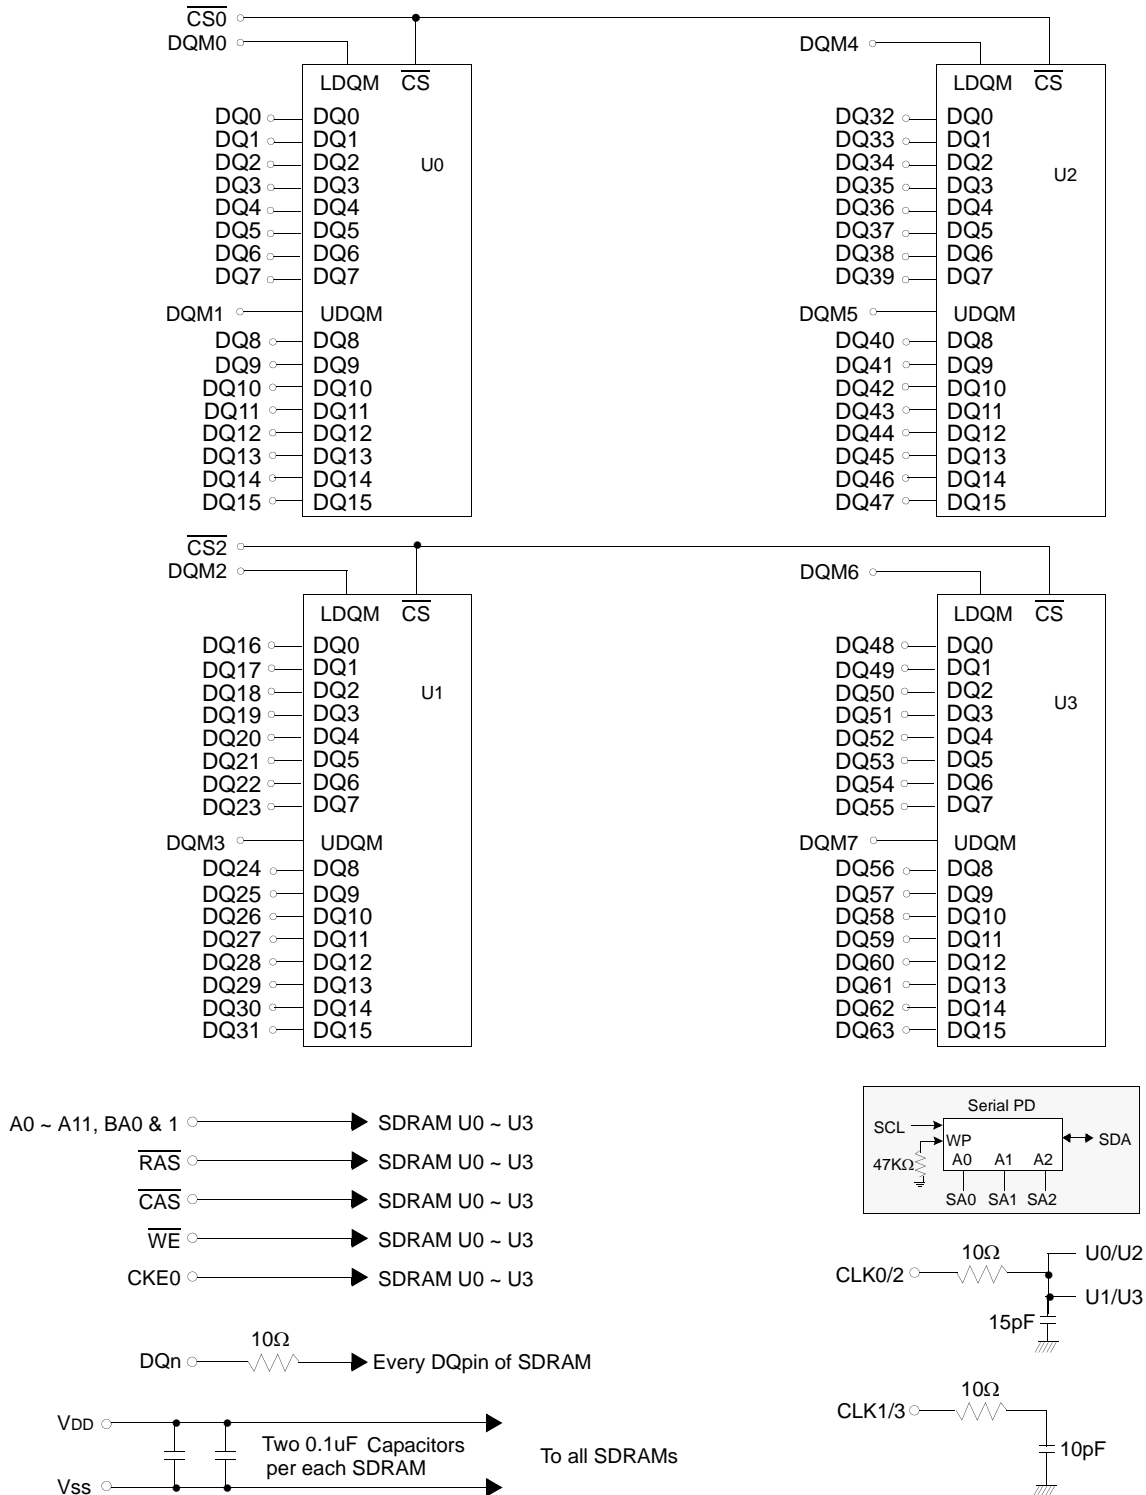 CS0
DQM0
DQM4
LDQM CS
LDQM CS
DQ0 DQ0
DQ1 DQ1
DQ2 DQ2
DQ3 DQ3
DQ4 DQ4
DQ5 DQ5
DQ6 DQ6
DQ7 DQ7
U0
DQM1 UDQM
DQ8 DQ8
DQ9 DQ9
DQ10 DQ10
DQ11 DQ11
DQ12 DQ12
DQ13 DQ13
DQ14 DQ14
DQ15 DQ15
DQ32 DQ0
DQ33 DQ1
DQ34 DQ2
DQ35 DQ3
DQ36 DQ4
DQ37 DQ5
DQ38 DQ6
DQ39 DQ7
U2
DQM5 UDQM
DQ40 DQ8
DQ41 DQ9
DQ42 DQ10
DQ43 DQ11
DQ44 DQ12
DQ45 DQ13
DQ46 DQ14
DQ47 DQ15
CS2
DQM2
DQM6
LDQM CS
LDQM CS
DQ16 DQ0
DQ17 DQ1
DQ18 DQ2
DQ19 DQ3
DQ20 DQ4
DQ21 DQ5
DQ22 DQ6
DQ23 DQ7
U1
DQM3 UDQM
DQ24 DQ8
DQ25 DQ9
DQ26 DQ10
DQ27 DQ11
DQ28 DQ12
DQ29 DQ13
DQ30 DQ14
DQ31 DQ15
DQ48 DQ0
DQ49 DQ1
DQ50 DQ2
DQ51 DQ3
DQ52 DQ4
DQ53 DQ5
DQ54 DQ6
DQ55 DQ7
U3
DQM7 UDQM
DQ56 DQ8
DQ57 DQ9
DQ58 DQ10
DQ59 DQ11
DQ60 DQ12
DQ61 DQ13
DQ62 DQ14
DQ63 DQ15
A0 ~ A11, BA0 & 1 SDRAM U0 ~ U3
RAS SDRAM U0 ~ U3
CAS SDRAM U0 ~ U3
WE SDRAM U0 ~ U3
CKE0 SDRAM U0 ~ U3
10Ω
DQn Every DQpin of SDRAM
VDD
Two 0.1uF Capacitors
per each SDRAM
To all SDRAMs
Vss
Serial PD
SCL
WP
SDA
47KΩ
A0 A1 A2
SA0 SA1 SA2
10Ω
U0/U2
CLK0/2
U1/U3
15pF
10Ω
CLK1/3
10pF